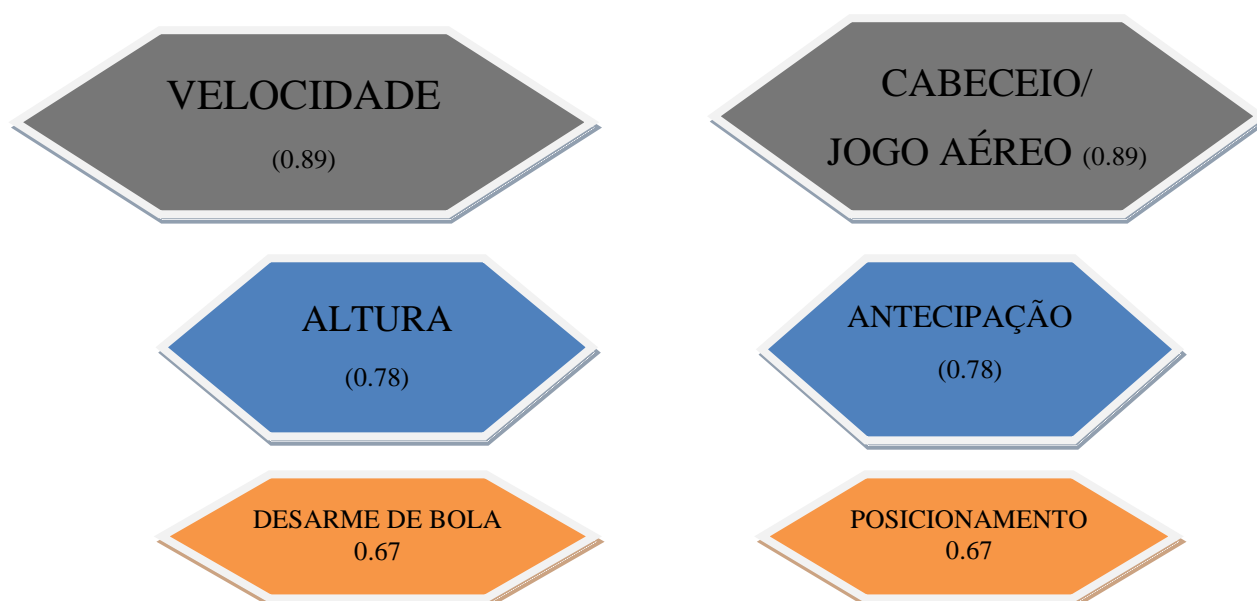 VELOCIDADE
(0.89)
CABECEIO/
JOGO AÉREO (0.89)
ALTURA
(0.78)
ANTECIPAÇÃO
(0.78)
DESARME DE BOLA
0.67
POSICIONAMENTO
0.67